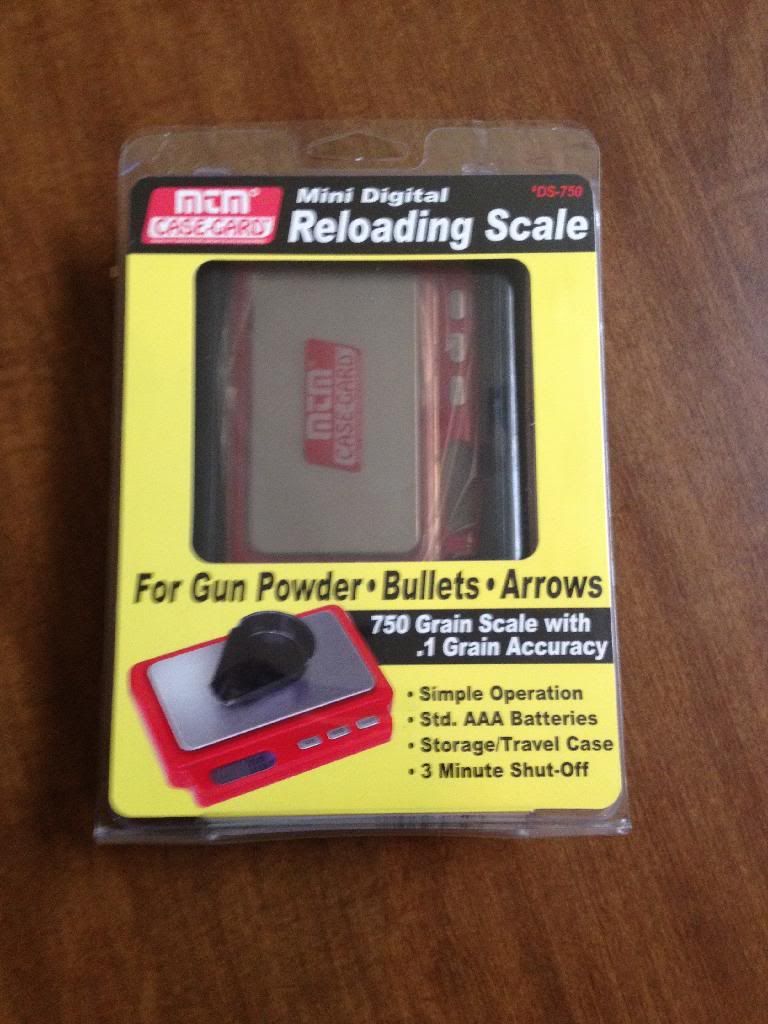 mtm®
CASE-GARD
Mini Digital
*DS-750
Reloading Scale
mtm
CASE-GARD
For Gun Powder • Bullets • Arrows
750 Grain Scale with
.1 Grain Accuracy
• Simple Operation
• Std. AAA Batteries
• Storage/Travel Case
• 3 Minute Shut-Off